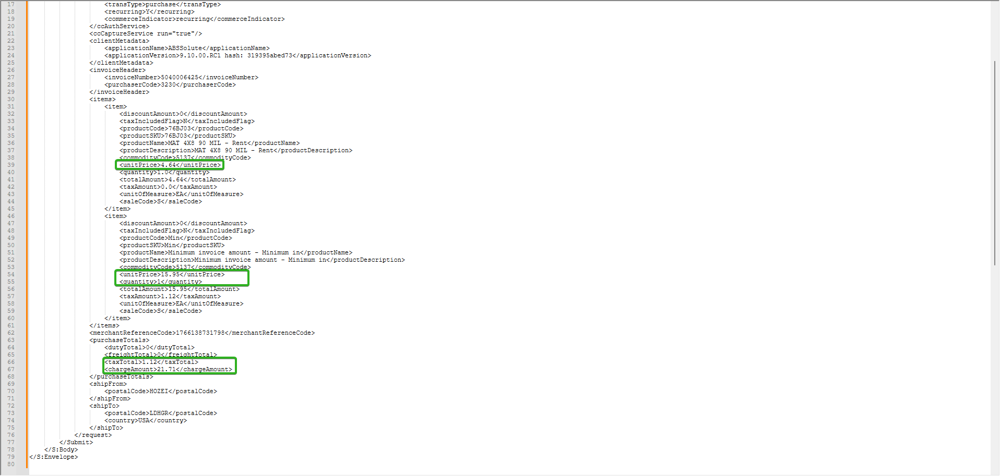 17 <transType>purchase</transType>
18 <recurring>Y</recurring>
19 <commerceIndicator>recurring</commerceIndicator>
20 </ccAuthService>
21 <ccCaptureService run="true"/>
22 <clientMetadata>
23 <applicationName>ABSSolute</applicationName>
24 <applicationVersion>9.10.00.RC1 hash: 319395abed73</applicationVersion>
25 </clientMetadata>
26 <invoiceHeader>
27 <invoiceNumber>5040006425</invoiceNumber>
28 <purchaserCode>3230</purchaserCode>
29 </invoiceHeader>
30 <items>
31 <item>
32 <discountAmount>0</discountAmount>
33 <taxIncludedFlag>N</taxIncludedFlag>
34 <productCode>76BJ03</productCode>
35 <productSKU>76BJ03</productSKU>
36 <productName>MAT 4X8 90 MIL - Rent</productName>
37 <productDescription>MAT 4X8 90 MIL - Rent</productDescription>
38 <commodityCode>5137</commodityCode>
39 <unitPrice>4.64</unitPrice>
40 <quantity>1.0</quantity>
41 <totalAmount>4.64</totalAmount>
42 <taxAmount>0.0</taxAmount>
43 <unitOfMeasure>EA</unitOfMeasure>
44 <saleCode>S</saleCode>
45 </item>
46 <item>
47 <discountAmount>0</discountAmount>
48 <taxIncludedFlag>N</taxIncludedFlag>
49 <productCode>Min</productCode>
50 <productSKU>Min</productSKU>
51 <productName>Minimum invoice amount - Minimum in</productName>
52 <productDescription>Minimum invoice amount - Minimum in</productDescription>
53 <commodityCode>5137</commodityCode>
54 <unitPrice>15.95</unitPrice>
55 <quantity>1</quantity>
56 <totalAmount>15.95</totalAmount>
57 <taxAmount>1.12</taxAmount>
58 <unitOfMeasure>EA</unitOfMeasure>
59 <saleCode>S</saleCode>
60 </item>
61 </items>
62 <merchantReferenceCode>1766138731798</merchantReferenceCode>
63 <purchaseTotals>
64 <dutyTotal>0</dutyTotal>
65 <freightTotal>0</freightTotal>
66 <taxTotal>1.12</taxTotal>
67 <chargeAmount>21.71</chargeAmount>
68 </purchaseTotals>
69 <shipFrom>
70 <postalCode>HOZEI</postalCode>
71 </shipFrom>
72 <shipTo>
73 <postalCode>LDHGR</postalCode>
74 <country>USA</country>
75 </shipTo>
76 </request>
77 </Submit>
78 </S:Body>
79 </S:Envelope>
80